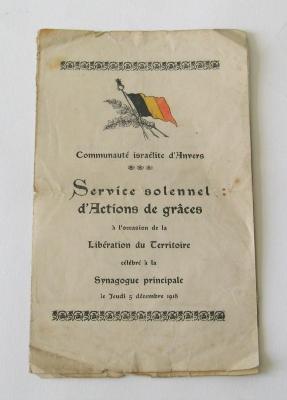 Communauté israélite d'Anvers
Service solennel :
d'Actions de grâces
à l'occasion de la
Libération du Territoire
célébré à la
Synagogue principale
le Jeudi 5 décembre 1918